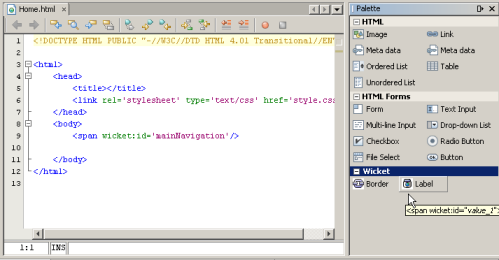 Home.html
1 <!DOCTYPE HTML PUBLIC "-//W3C//DTD HTML 4.01 Transitional//EN"
2
3 <html>
4 <head>
5 <title></title>
6 <link rel='stylesheet' type='text/css' href='style.css
7 </head>
8 <body>
9 <span wicket:id='mainNavigation'/>
10
11 </body>
12 </html>
13
1:1 INS
Palette
HTML
Image Link
Meta data Meta data
Ordered List Table
Unordered List
HTML Forms
Form Text Input
Multi-line Input Drop-down List
Checkbox Radio Button
File Select Button
Wicket
Border Label
<span wicket:id="value_1">